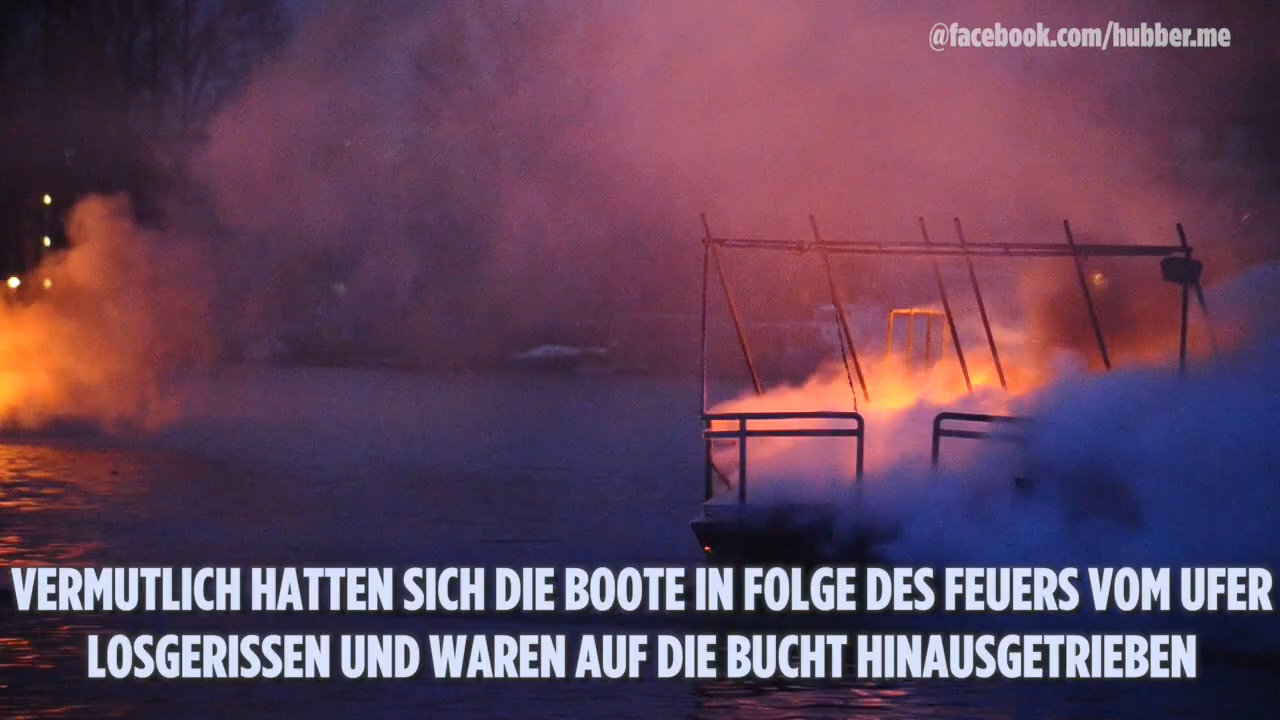 @facebook.com/hubber.me
VERMUTLICH HATTEN SICH DIE BOOTE IN FOLGE DES FEUERS VOM UFER
LOSGERISSEN UND WAREN AUF DIE BUCHT HINAUSGETRIEBEN